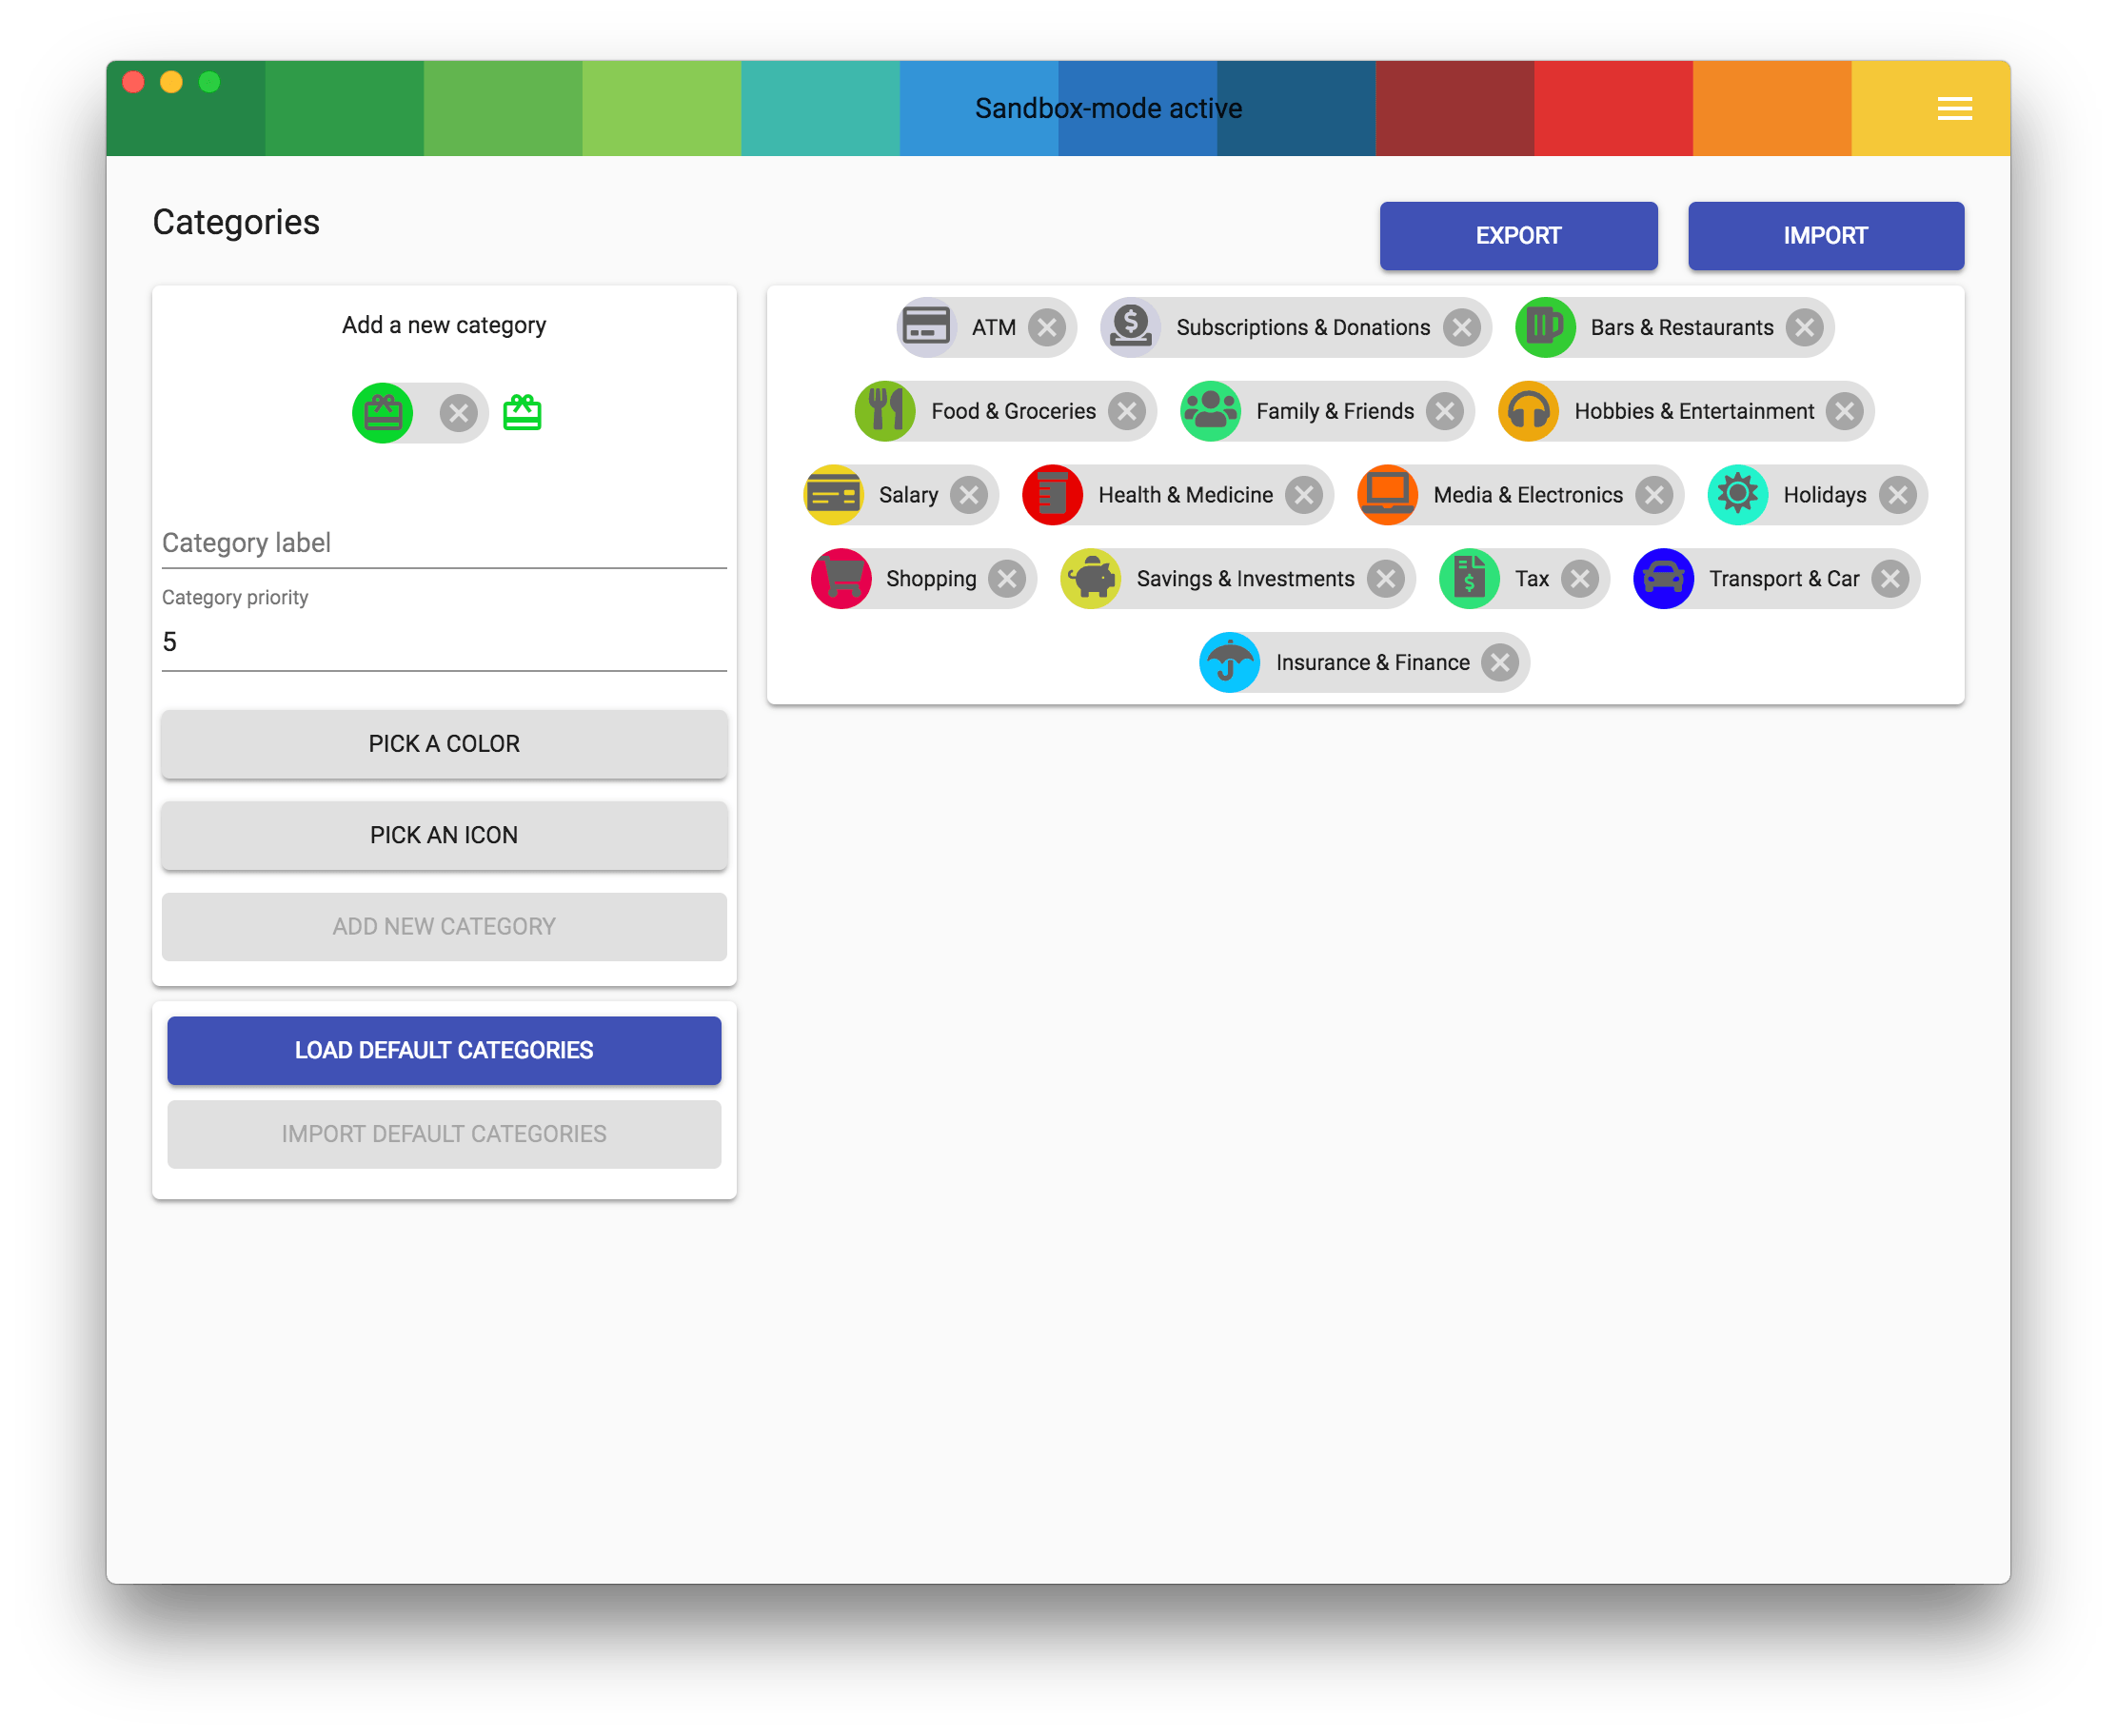 Sandbox-mode active
Categories
EXPORT
IMPORT
Add a new category
Category label
Category priority
5
PICK A COLOR
PICK AN ICON
ADD NEW CATEGORY
LOAD DEFAULT CATEGORIES
IMPORT DEFAULT CATEGORIES
ATM
Subscriptions & Donations
Bars & Restaurants
Food & Groceries
Family & Friends
Hobbies & Entertainment
Salary
Health & Medicine
Media & Electronics
Holidays
Shopping
Savings & Investments
Tax
Transport & Car
Insurance & Finance